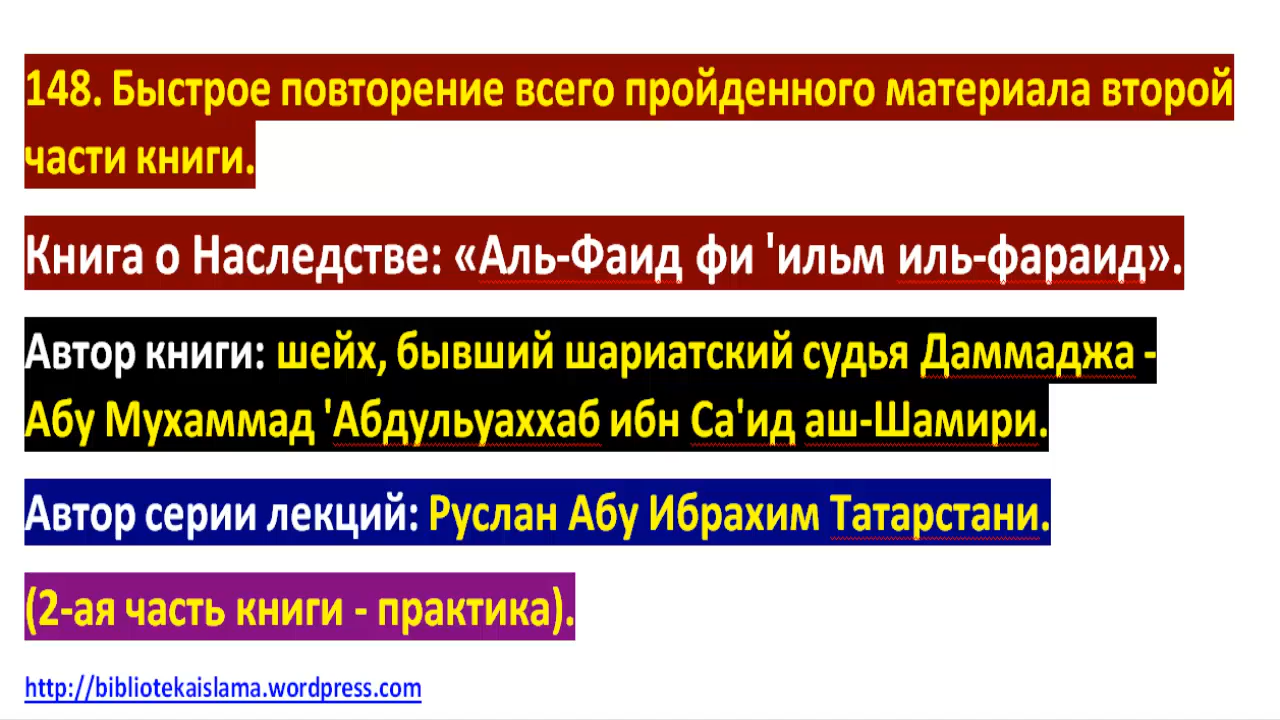 148. Быстрое повторение всего пройденного материала второй
части книги.
Книга о Наследстве: «Аль-Фаид фи 'ильм иль-фараид».
Автор книги: шейх, бывший шариатский судья Даммаджа -
Абу Мухаммад 'Абдульуаххаб ибн Са'ид аш-Шамири.
Автор серии лекций: Руслан Абу Ибрахим Татарстани.
(2-ая часть книги - практика).
http://bibliotekaislama.wordpress.com